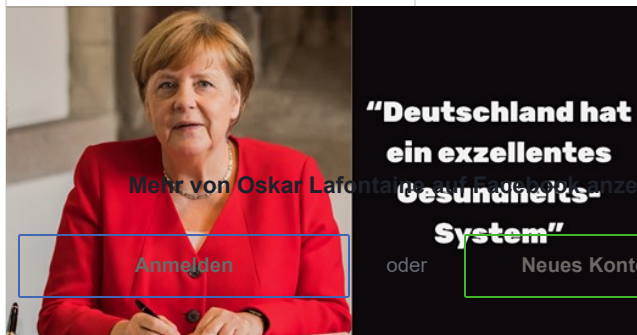 “Deutschland hat
ein exzellentes
Mehr von Oskar Lafontaine auf Facebook anze
Gesundheits-
System”
Anmelden
oder
Neues Kont